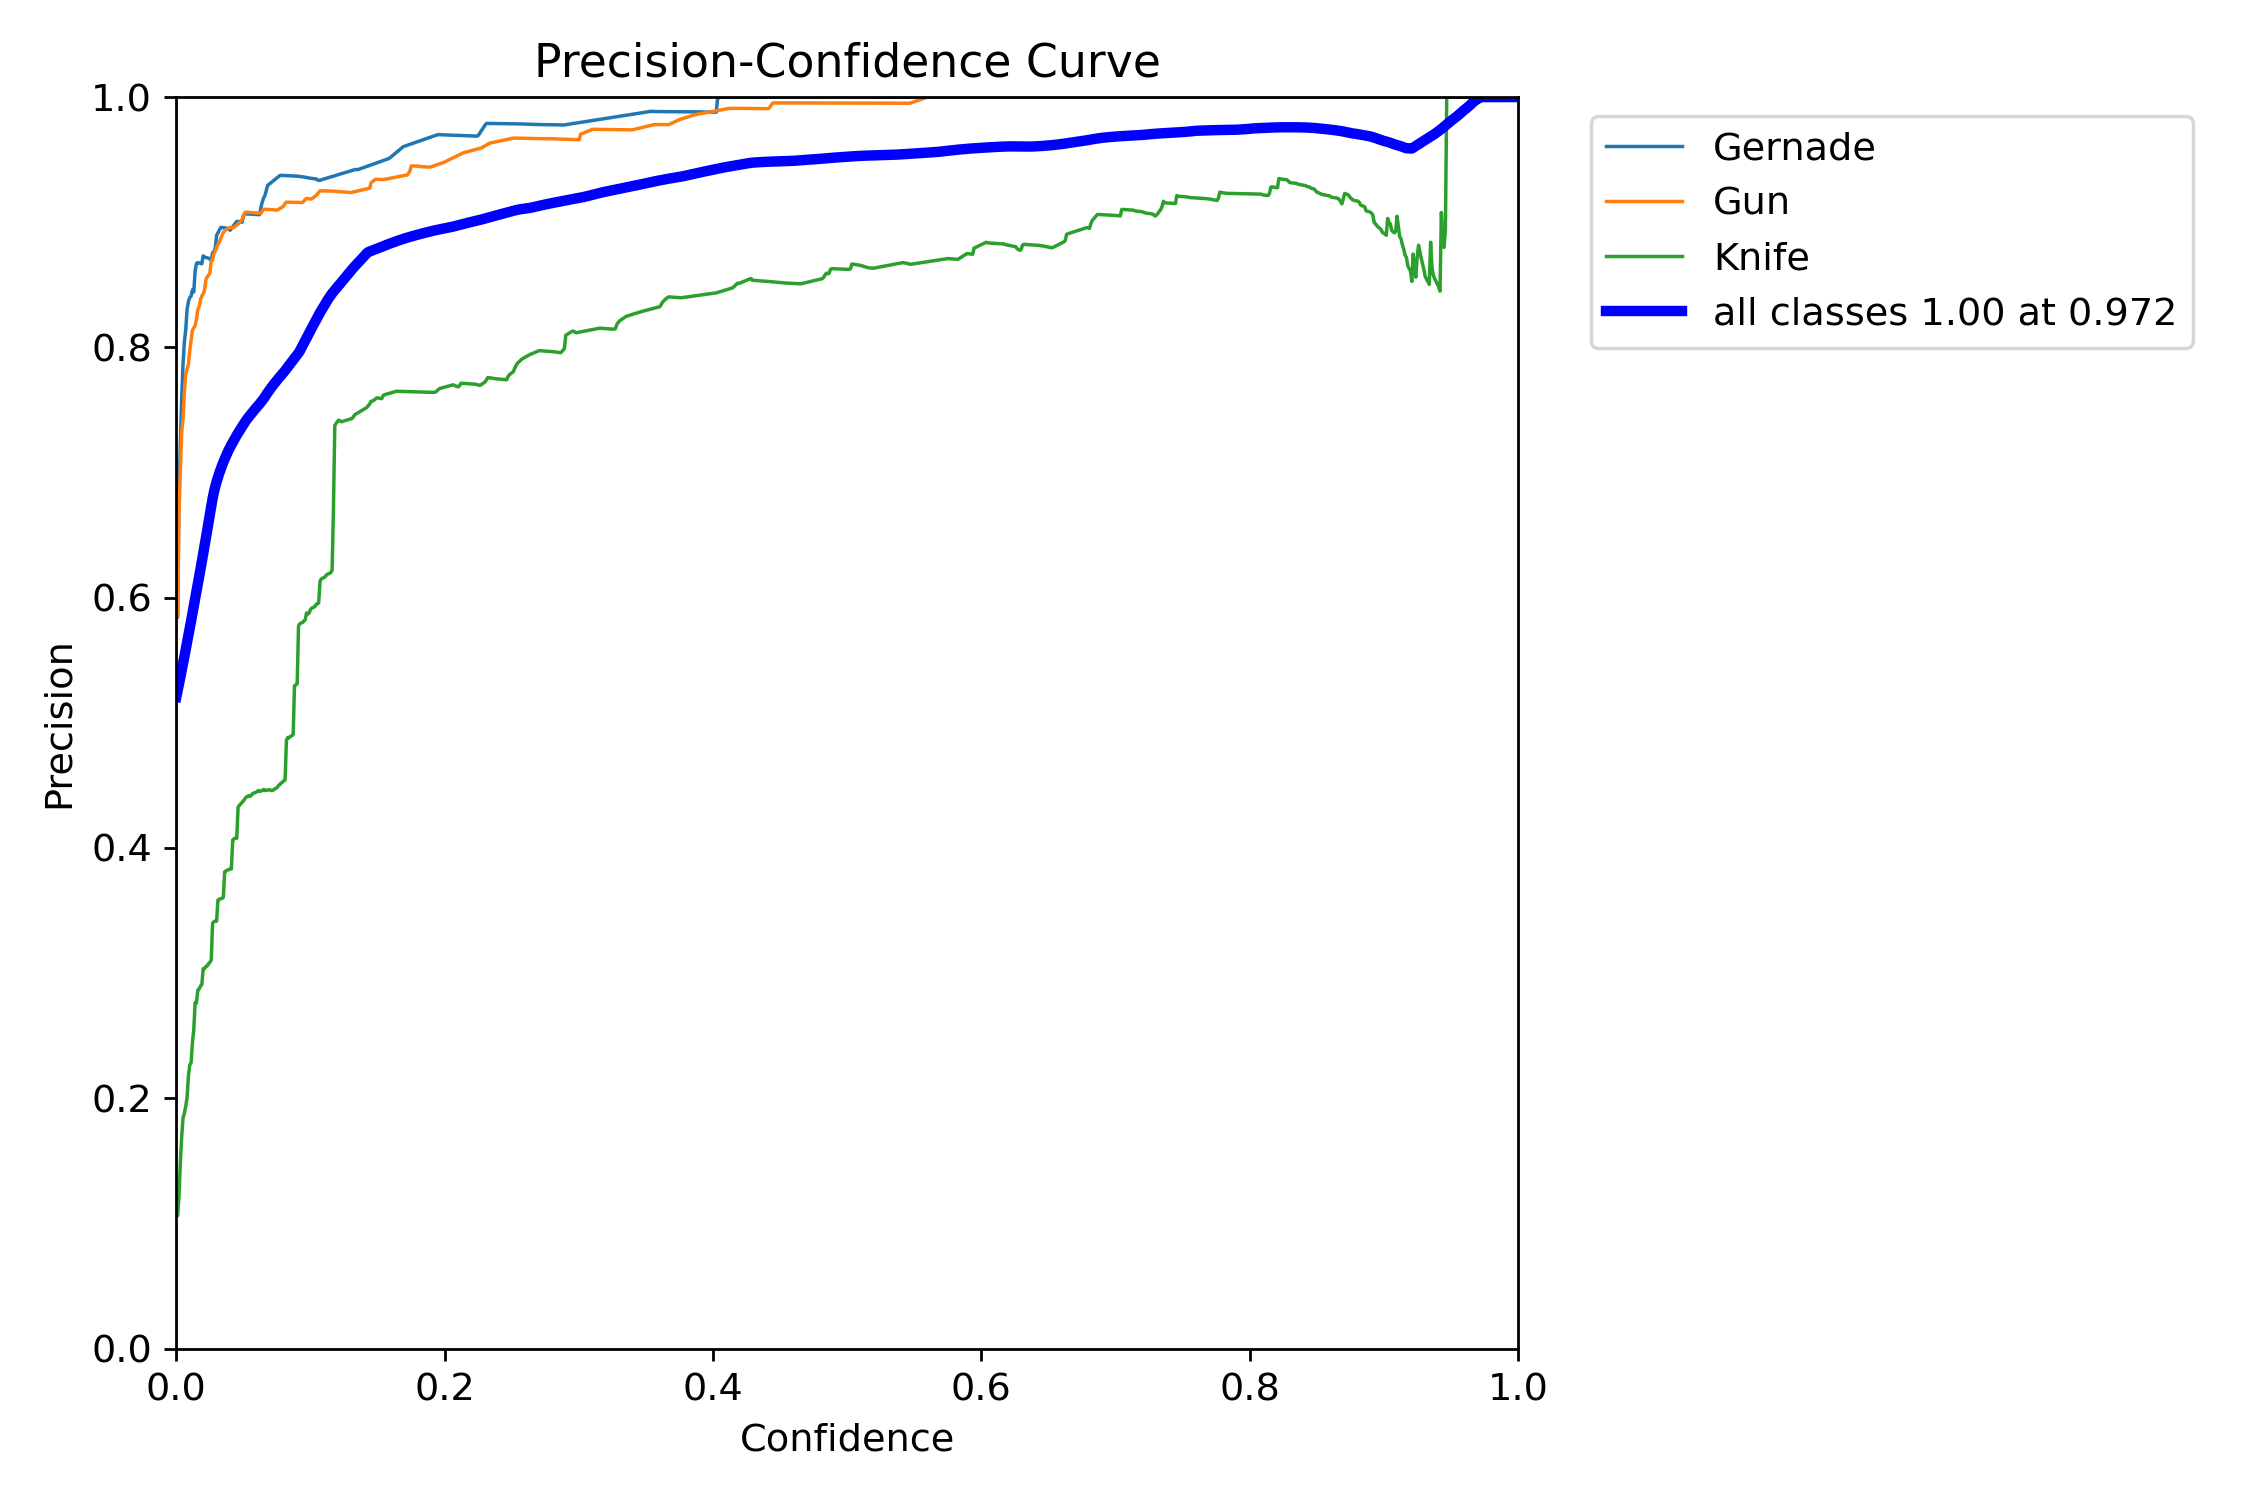 Precision-Confidence Curve
1.0
0.8
0.6
0.4
0.2
0.0
Precision
0.0 0.2 0.4 0.6 0.8 1.0
Confidence
Gernade
Gun
Knife
all classes 1.00 at 0.972